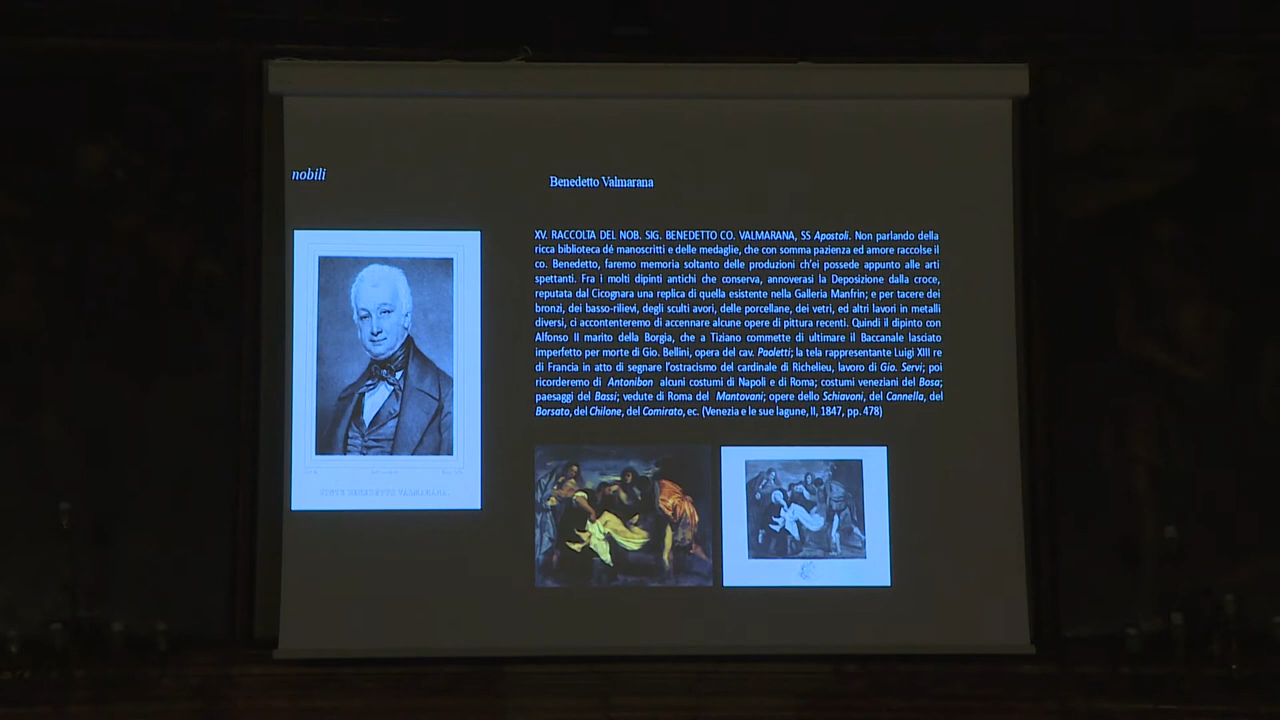 nobili
Benedetto Valmarana
XV. RACCOLTA DEL NOB. SIG. BENEDETTO CO. VALMARANA, SS Apostoli. Non parlando della
ricca biblioteca dé manoscritti e delle medaglie, che con somma pazienza ed amore raccolse il
co. Benedetto, faremo memoria soltanto delle produzioni ch'ei possede appunto alle arti
spettanti. Fra i molti dipinti antichi che conserva, annoverasi la Deposizione dalla croce,
reputata dal Cicognara una replica di quella esistente nella Galleria Manfrin; e per tacere dei
bronzi, dei basso-rilievi, degli sculti avori, delle porcellane, dei vetri, ed altri lavori in metalli
diversi, ci accontenteremo di accennare alcune opere di pittura recenti. Quindi il dipinto con
Alfonso II marito della Borgia, che a Tiziano commette di ultimare il Baccanale lasciato
imperfetto per morte di Gio. Bellini, opera del cav. Paoletti; la tela rappresentante Luigi XIII re
di Francia in atto di segnare l'ostracismo del cardinale di Richelieu, lavoro di Gio. Servi; poi
ricorderemo di Antonibon alcuni costumi di Napoli e di Roma; costumi veneziani del Bosa;
paesaggi del Bassi; vedute di Roma del Mantovani; opere dello Schiavoni, del Cannella, del
Borsato, del Chilone, del Comirato, ec. (Venezia e le sue lagune, II, 1847, pp. 478)
CONTE BENEDETTO VALMARANA.